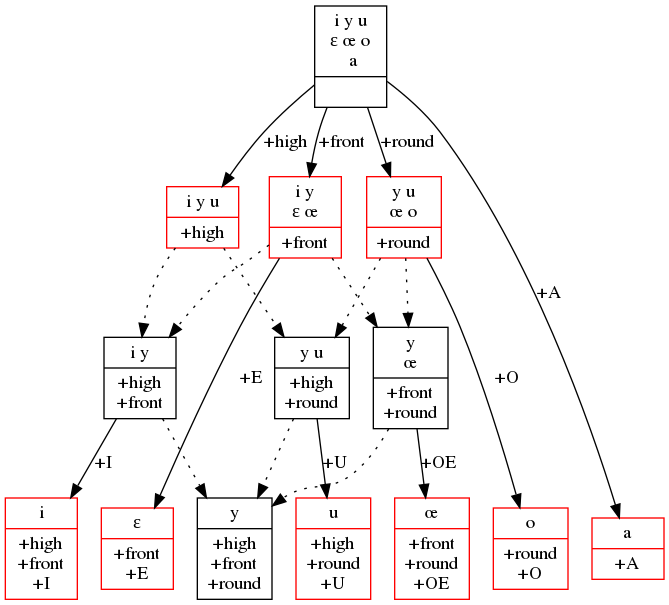 i y u
ɛ œ o
a
+high
+front
+round
i y u
+high
i y
ɛ œ
+front
y u
œ o
+round
+A
i y
+high
+front
+E
y u
+high
+round
y
œ
+front
+round
+O
+I
+U
+OE
i
+high
+front
+I
ɛ
+front
+E
y
+high
+front
+round
u
+high
+round
+U
œ
+front
+round
+OE
o
+round
+O
a
+A